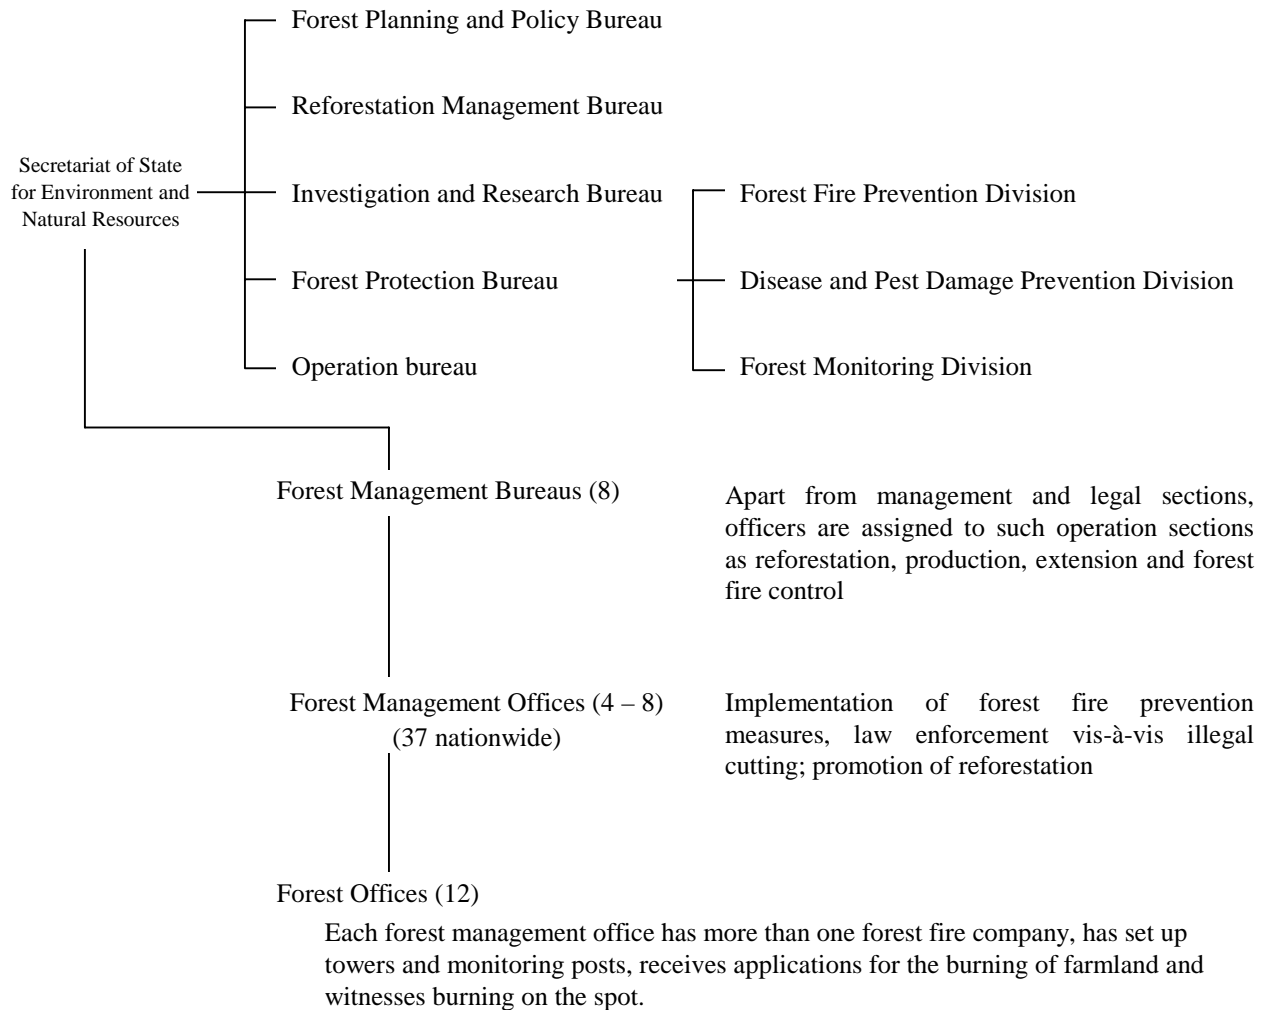 Forest Planning and Policy Bureau
Reforestation Management Bureau
Secretariat of State
for Environment and
Natural Resources
Investigation and Research Bureau
Forest Fire Prevention Division
Forest Protection Bureau
Disease and Pest Damage Prevention Division
Operation bureau
Forest Monitoring Division
Forest Management Bureaus (8)
Apart from management and legal sections,
officers are assigned to such operation sections
as reforestation, production, extension and forest
fire control
Forest Management Offices (4 – 8)
(37 nationwide)
Implementation of forest fire prevention
measures, law enforcement vis-à-vis illegal
cutting; promotion of reforestation
Forest Offices (12)
Each forest management office has more than one forest fire company, has set up
towers and monitoring posts, receives applications for the burning of farmland and
witnesses burning on the spot.